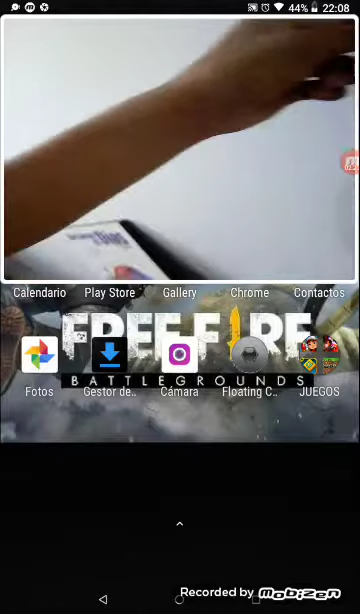 44% 22:08
Calendario Play Store Gallery Chrome Contactos
FREE FIRE
BATTLEGROUNDS
Fotos Gestor de.. Cámara Floating C.. JUEGOS
Recorded by Mobizen